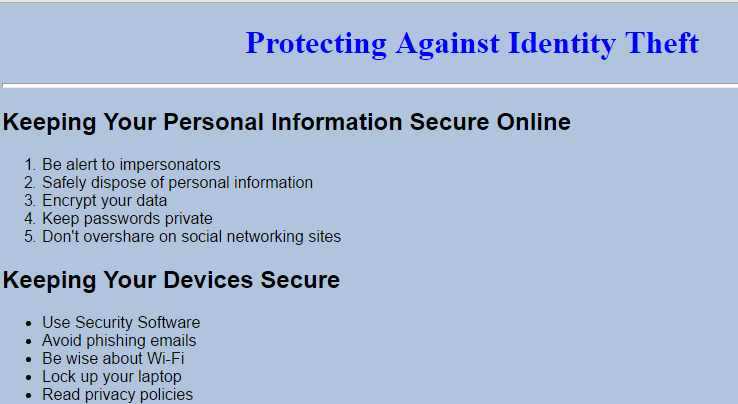 Protecting Against Identity Theft
Keeping Your Personal Information Secure Online
1. Be alert to impersonators
2. Safely dispose of personal information
3. Encrypt your data
4. Keep passwords private
5. Don't overshare on social networking sites
Keeping Your Devices Secure
• Use Security Software
• Avoid phishing emails
• Be wise about Wi-Fi
• Lock up your laptop
• Read privacy policies